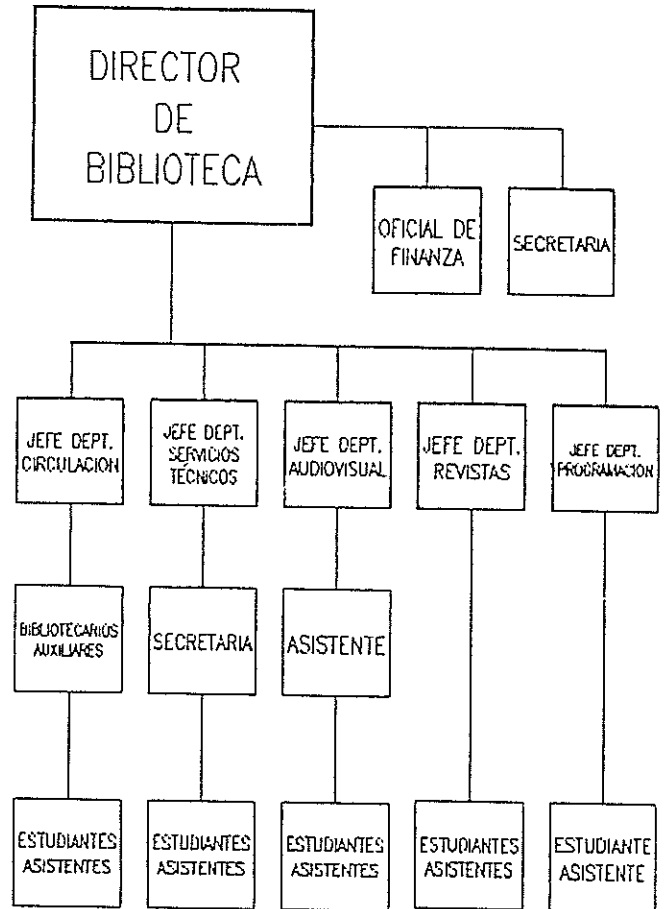 DIRECTOR
DE
BIBLIOTECA
OFICIAL DE
FINANZA
SECRETARIA
JEFE DEPT.
CIRCULACION
JEFE DEPT.
SERVICIOS
TÉCNICOS
JEFE DEPT.
AUDIOVISUAL
JEFE DEPT.
REVISTAS
JEFE DEPT.
PROGRAMACION
BIBLIOTECARIOS
AUXILIARES
SECRETARIA
ASISTENTE
ESTUDIANTES
ASISTENTES
ESTUDIANTES
ASISTENTES
ESTUDIANTES
ASISTENTES
ESTUDIANTES
ASISTENTES
ESTUDIANTE
ASISTENTE